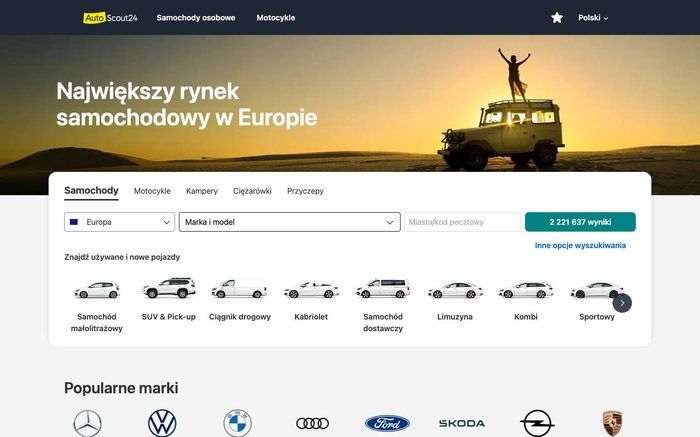 AutoScout24
Samochody osobowe
Motocykle
Polski
Największy rynek
samochodowy w Europie
Samochody
Motocykle
Kampery
Ciężarówki
Przyczepy
Europa
Marka i model
Miasto/kod pocztowy
2 221 637 wyniki
Inne opcje wyszukiwania
Znajdź używane i nowe pojazdy
Samochód
małolitrażowy
SUV & Pick-up
Ciągnik drogowy
Kabriolet
Samochód
dostawczy
Limuzyna
Kombi
Sportowy
Popularne marki
BMW
Ford
SKODA